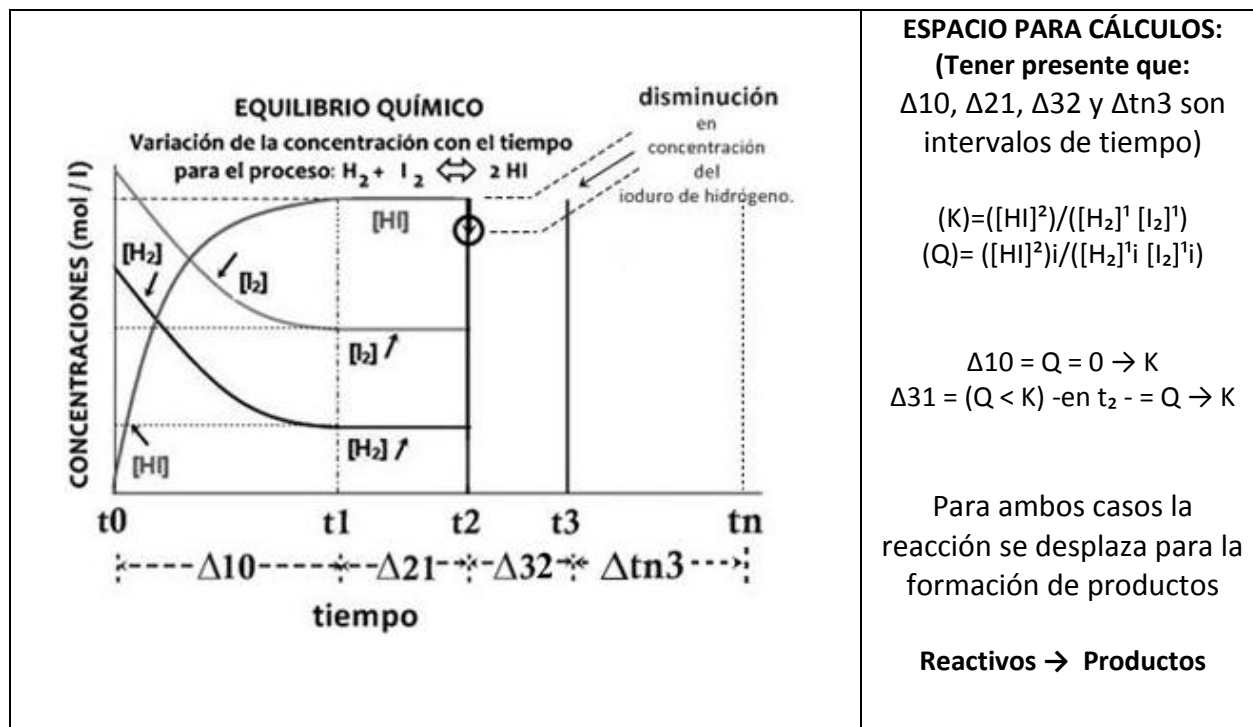 EQUILIBRIO QUÍMICO
Variación de la concentración con el tiempo
para el proceso: H₂ + I ₂ ⇔ 2 HI
disminución
en
concentración
del
ioduro de hidrógeno.
CONCENTRACIONES (mol / l)
[H₂]
[I₂]
[HI]
[I₂]
[H₂]
[HI]
t0 t1 t2 t3 tn
Δ10 Δ21 Δ32 Δtn3
tiempo
ESPACIO PARA CÁLCULOS:
(Tener presente que:
Δ10, Δ21, Δ32 y Δtn3 son
intervalos de tiempo)
(K)=([HI]²)/([H₂]¹ [I₂]¹)
(Q)= ([HI]²)i/([H₂]¹i [I₂]¹i)
Δ10 = Q = 0 → K
Δ31 = (Q < K) -en t₂ - = Q → K
Para ambos casos la
reacción se desplaza para la
formación de productos
Reactivos → Productos